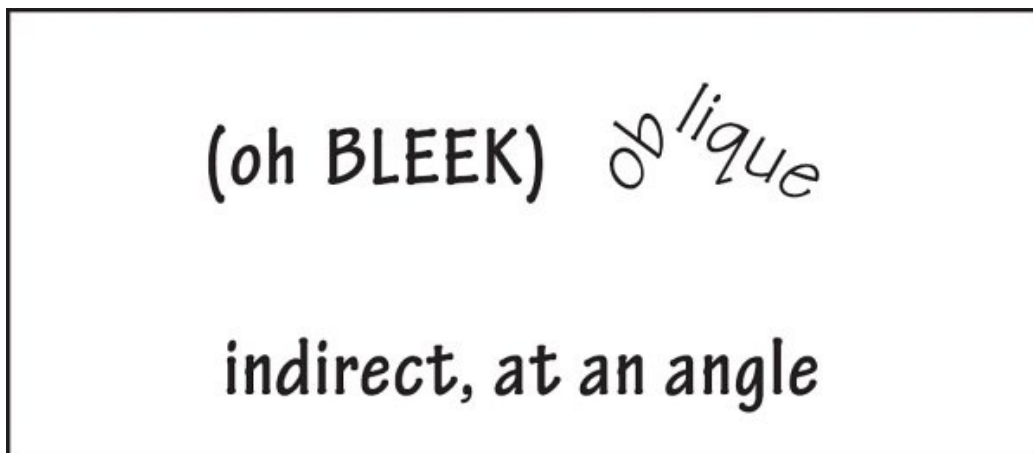 (oh BLEEK) oblique
indirect, at an angle